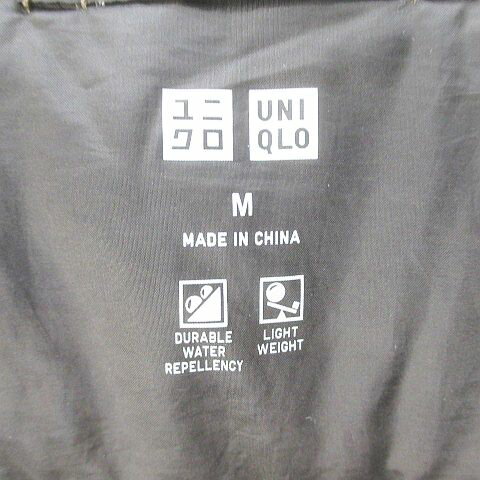 ユニ
クロ
UNI
QLO
M
MADE IN CHINA
DURABLE
WATER
REPELLENCY
LIGHT
WEIGHT